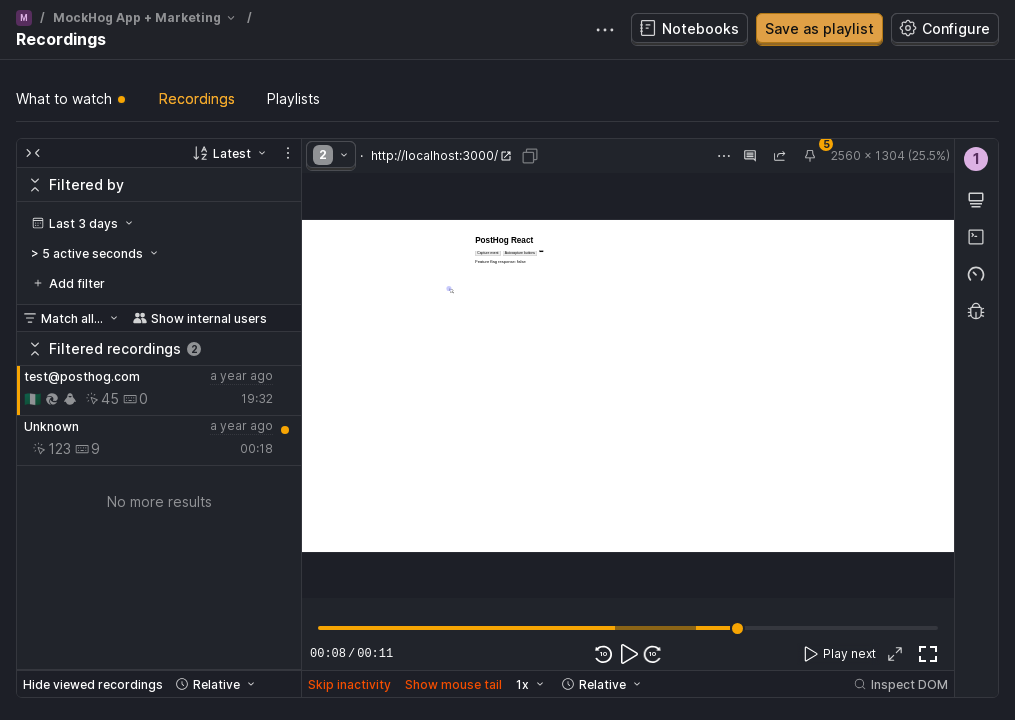 M / MockHog App + Marketing /
Recordings
Notebooks
Save as playlist
Configure
What to watch
Recordings
Playlists
Latest
2 · http://localhost:3000/
5
2560 × 1304 (25.5%)
1
Filtered by
Last 3 days
> 5 active seconds
+ Add filter
Match all...
Show internal users
Filtered recordings 2
test@posthog.com a year ago
45 0 19:32
Unknown a year ago
123 9 00:18
No more results
PostHog React
Capture event Autocapture buttons
Feature flag response: false
00:08 / 00:11
10
10
Play next
Hide viewed recordings
Relative
Skip inactivity
Show mouse tail
1x
Relative
Inspect DOM